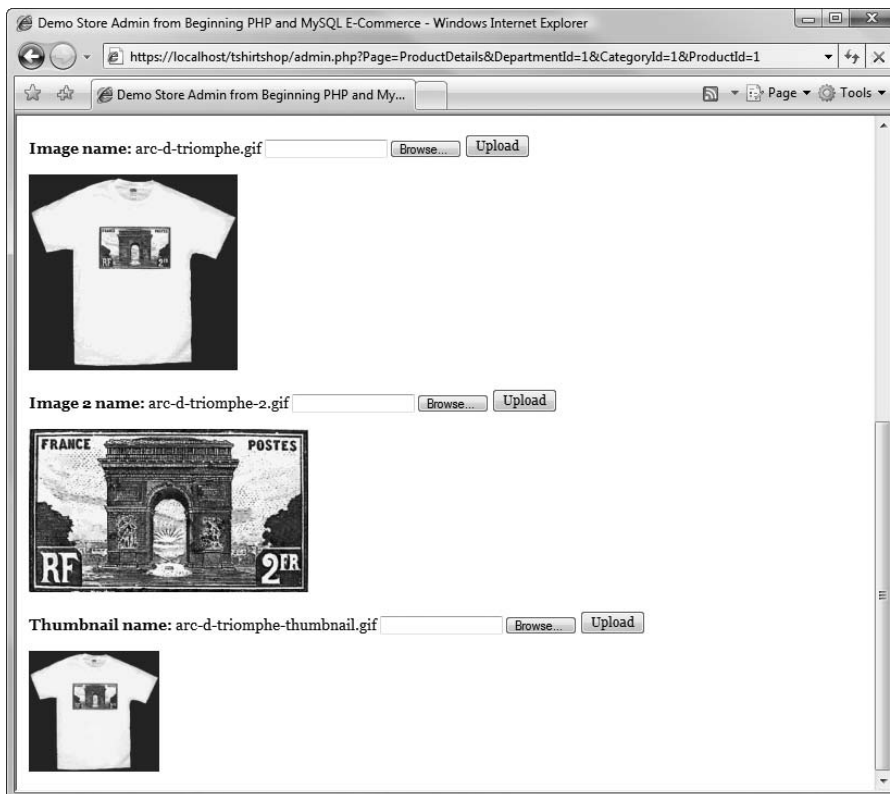 Demo Store Admin from Beginning PHP and MySQL E-Commerce - Windows Internet Explorer
https://localhost/tshirtshop/admin.php?Page=ProductDetails&DepartmentId=1&CategoryId=1&ProductId=1
Demo Store Admin from Beginning PHP and My... Page Tools
Image name: arc-d-triomphe.gif Browse... Upload
FRANCE POSTES
RF 2FR
Image 2 name: arc-d-triomphe-2.gif Browse... Upload
FRANCE POSTES
RF 2FR
Thumbnail name: arc-d-triomphe-thumbnail.gif Browse... Upload